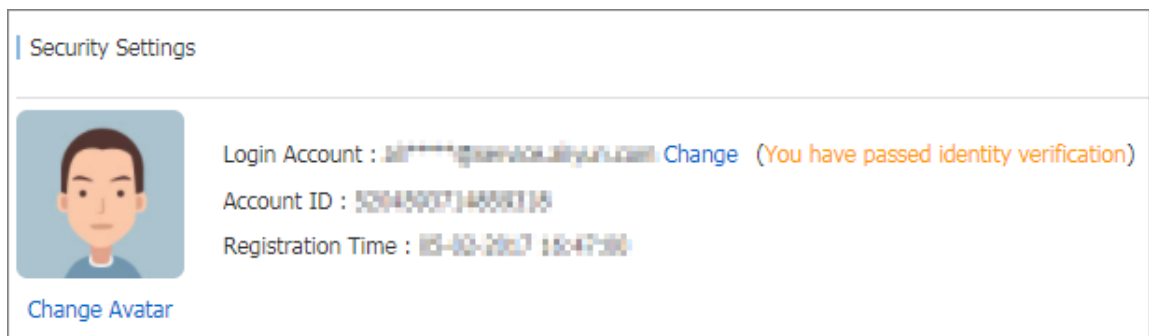 Security Settings
Login Account : Change (You have passed identity verification)
Account ID :
Registration Time :
Change Avatar